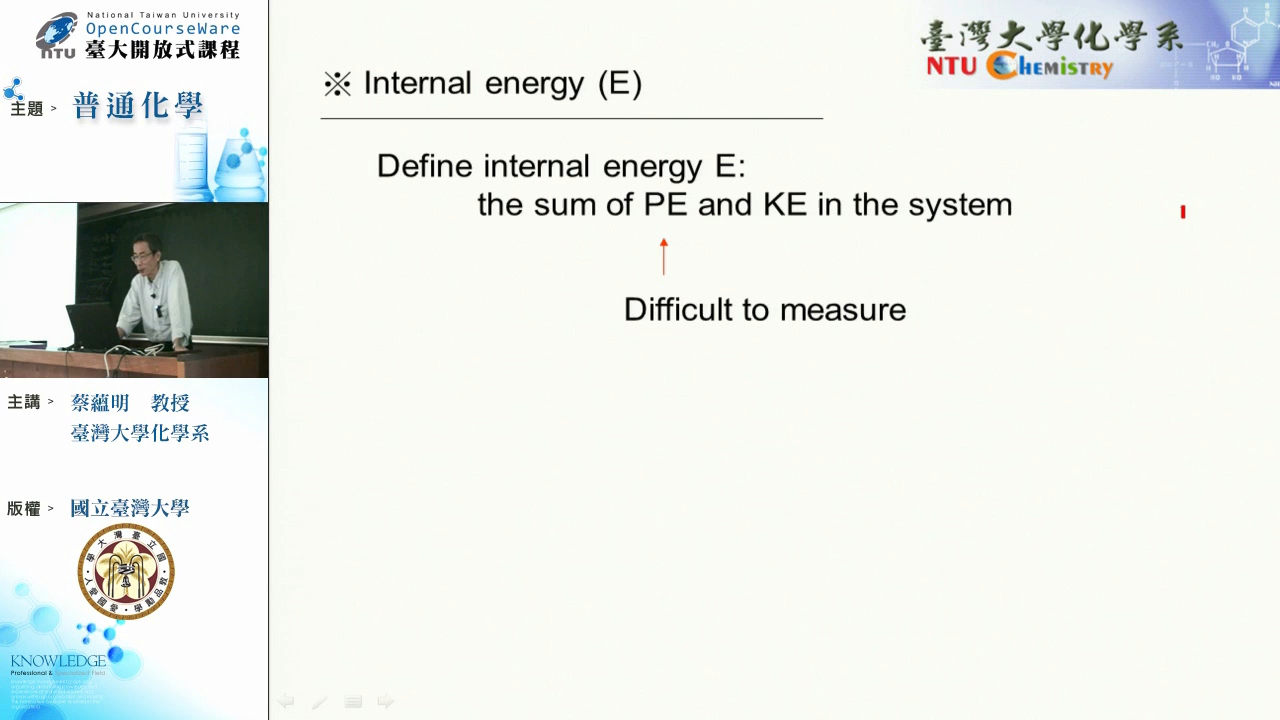 National Taiwan University
OpenCourseWare
NTU 臺大開放式課程
主題 > 普通化學
主講 > 蔡蘊明 教授
臺灣大學化學系
版權 > 國立臺灣大學
KNOWLEDGE
Professional & Specialized Field
臺灣大學化學系
NTU Chemistry
※ Internal energy (E)
Define internal energy E:
the sum of PE and KE in the system
Difficult to measure